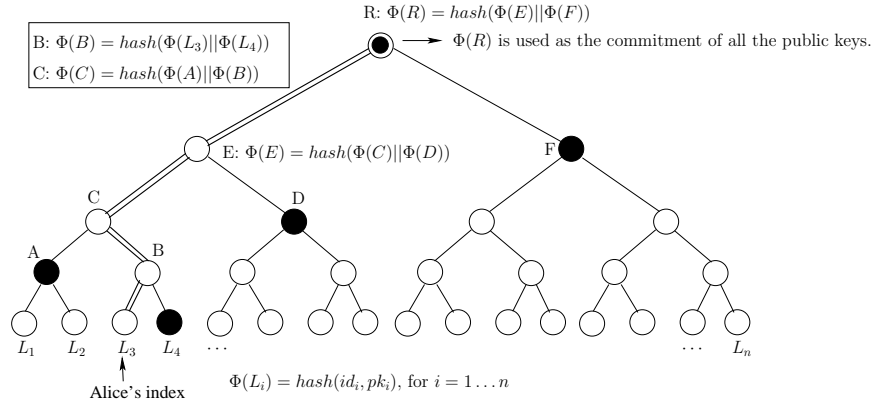 R: Φ(R) = hash(Φ(E)||Φ(F))
B: Φ(B) = hash(Φ(L₃)||Φ(L₄))
Φ(R) is used as the commitment of all the public keys.
C: Φ(C) = hash(Φ(A)||Φ(B))
E: Φ(E) = hash(Φ(C)||Φ(D))
F
C
D
A
B
L₁ L₂ L₃ L₄ ... ... Lₙ
Alice's index
Φ(Lᵢ) = hash(idᵢ, pkᵢ), for i = 1 ... n